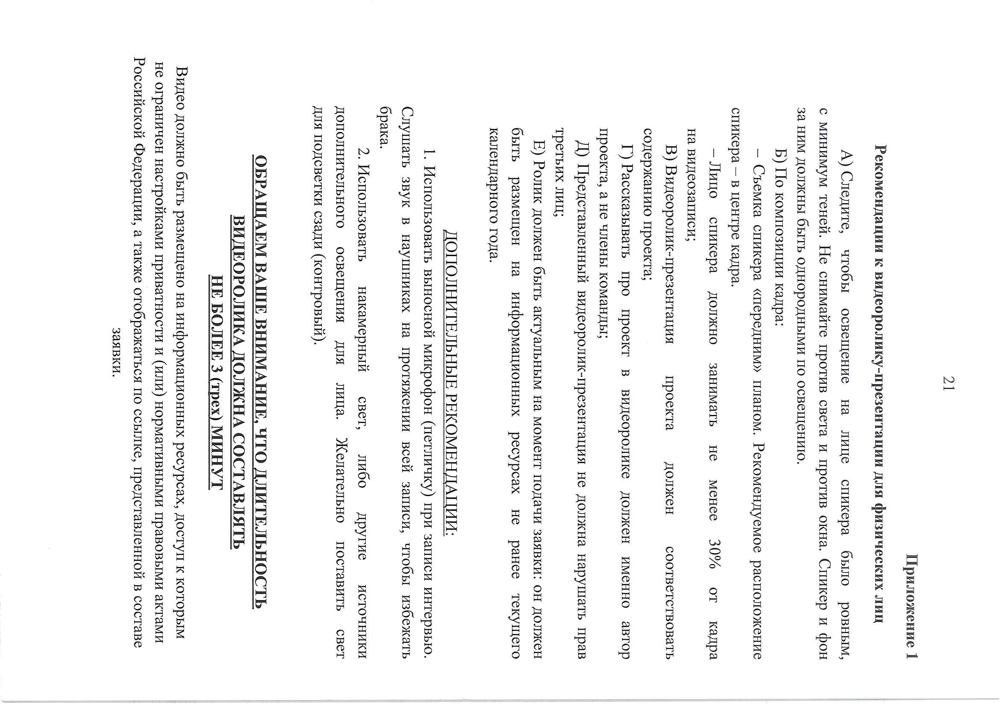 21
Приложение 1
Рекомендации к видеоролику-презентации для физических лиц
А) Следите, чтобы освещение на лице спикера было ровным,
с минимум теней. Не снимайте против света и против окна. Спикер и фон
за ним должны быть однородными по освещению.
Б) По композиции кадра:
– Съемка спикера «передним» планом. Рекомендуемое расположение
спикера – в центре кадра.
– Лицо спикера должно занимать не менее 30% от кадра
на видеозаписи;
В) Видеоролик-презентация проекта должен соответствовать
содержанию проекта;
Г) Рассказывать про проект в видеоролике должен именно автор
проекта, а не члены команды;
Д) Представленный видеоролик-презентация не должна нарушать прав
третьих лиц;
Е) Ролик должен быть актуальным на момент подачи заявки: он должен
быть размещен на информационных ресурсах не ранее текущего
календарного года.
ДОПОЛНИТЕЛЬНЫЕ РЕКОМЕНДАЦИИ:
1. Использовать выносной микрофон (петличку) при записи интервью.
Слушать звук в наушниках на протяжении всей записи, чтобы избежать
брака.
2. Использовать накамерный свет, либо другие источники
дополнительного освещения для лица. Желательно поставить свет
для подсветки сзади (контровый).
ОБРАЩАЕМ ВАШЕ ВНИМАНИЕ, ЧТО ДЛИТЕЛЬНОСТЬ
ВИДЕОРОЛИКА ДОЛЖНА СОСТАВЛЯТЬ
НЕ БОЛЕЕ 3 (трех) МИНУТ
Видео должно быть размещено на информационных ресурсах, доступ к которым
не ограничен настройками приватности и (или) нормативными правовыми актами
Российской Федерации, а также отображаться по ссылке, представленной в составе
заявки.